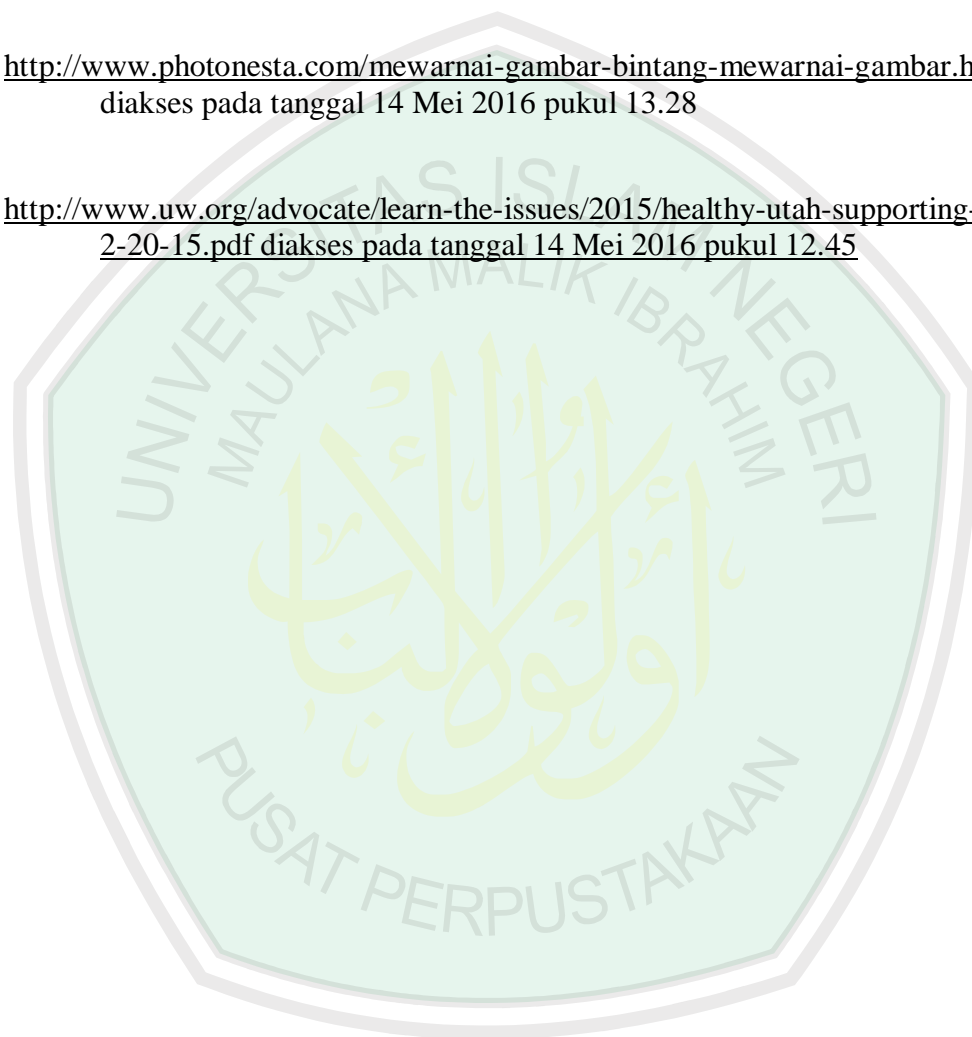 http://www.photonesta.com/mewarnai-gambar-bintang-mewarnai-gambar.h
diakses pada tanggal 14 Mei 2016 pukul 13.28
http://www.uw.org/advocate/learn-the-issues/2015/healthy-utah-supporting-
2-20-15.pdf diakses pada tanggal 14 Mei 2016 pukul 12.45
UNIVERSITAS ISLAM NEGERI
MAULANA MALIK IBRAHIM
PUSAT PERPUSTAKAAN